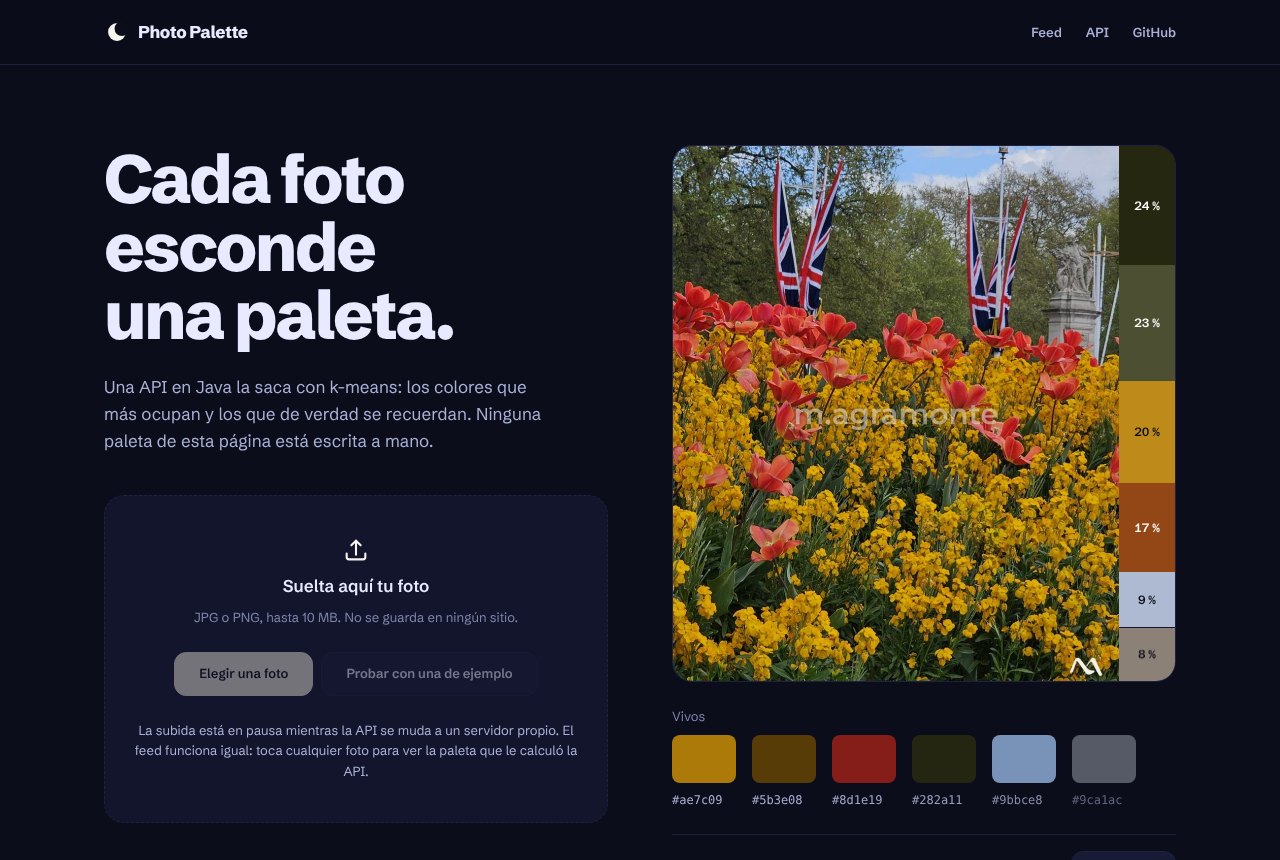 Photo Palette
Feed
API
GitHub
Cada foto
esconde
una paleta.
Una API en Java la saca con k-means: los colores que
más ocupan y los que de verdad se recuerdan. Ninguna
paleta de esta página está escrita a mano.
Suelta aquí tu foto
JPG o PNG, hasta 10 MB. No se guarda en ningún sitio.
Elegir una foto
Probar con una de ejemplo
La subida está en pausa mientras la API se muda a un servidor propio. El
feed funciona igual: toca cualquier foto para ver la paleta que le calculó la
API.
m.agramonte
24 %
23 %
20 %
17 %
9 %
8 %
Vivos
#ae7c09
#5b3e08
#8d1e19
#282a11
#9bbce8
#9ca1ac